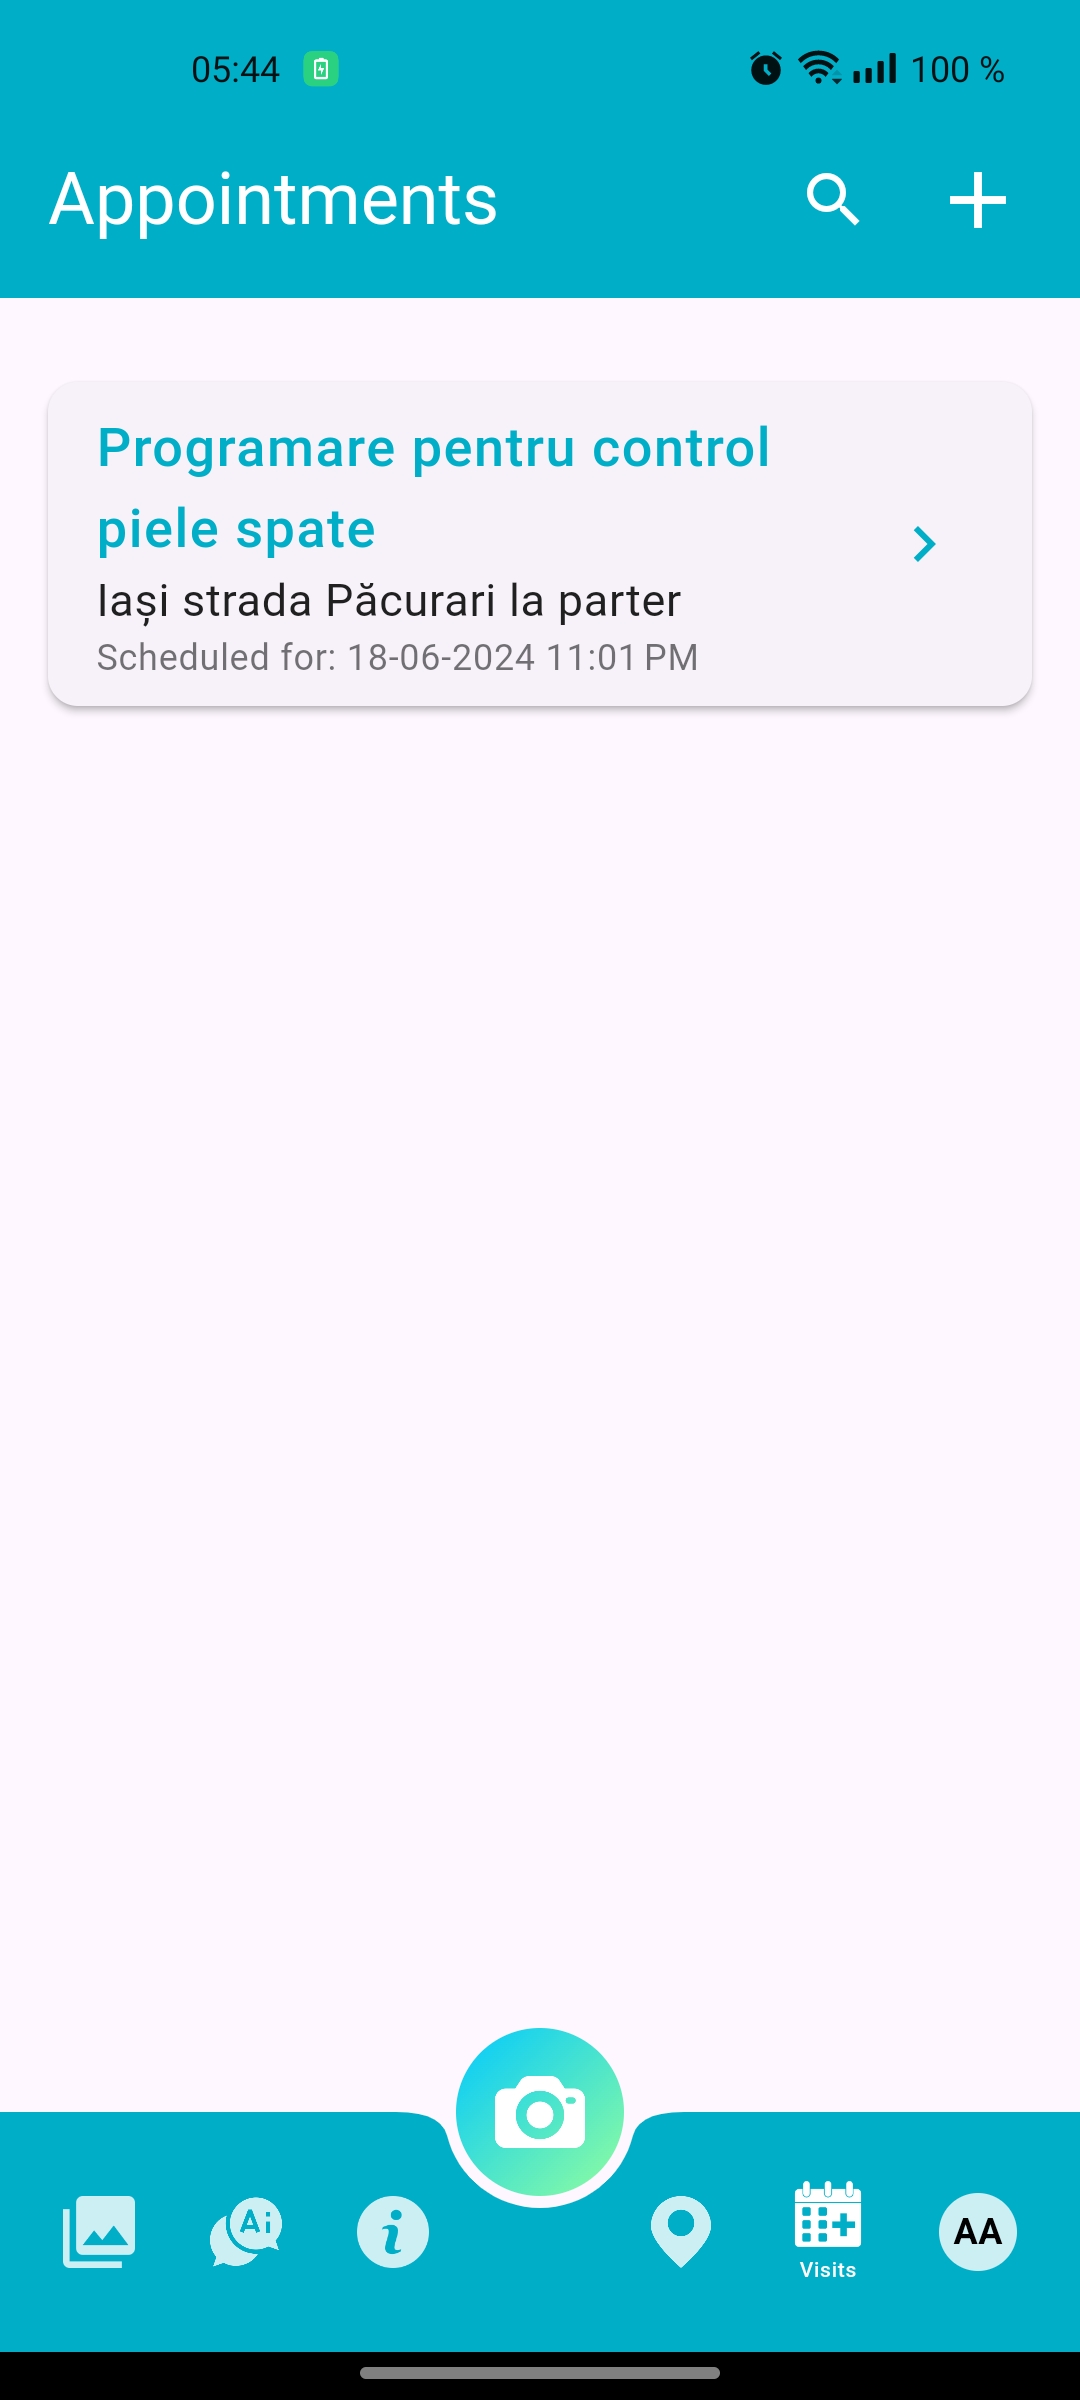 05:44 100 %
Appointments
Programare pentru control
piele spate
Iași strada Păcurari la parter
Scheduled for: 18-06-2024 11:01 PM
Ai
i
Visits
AA